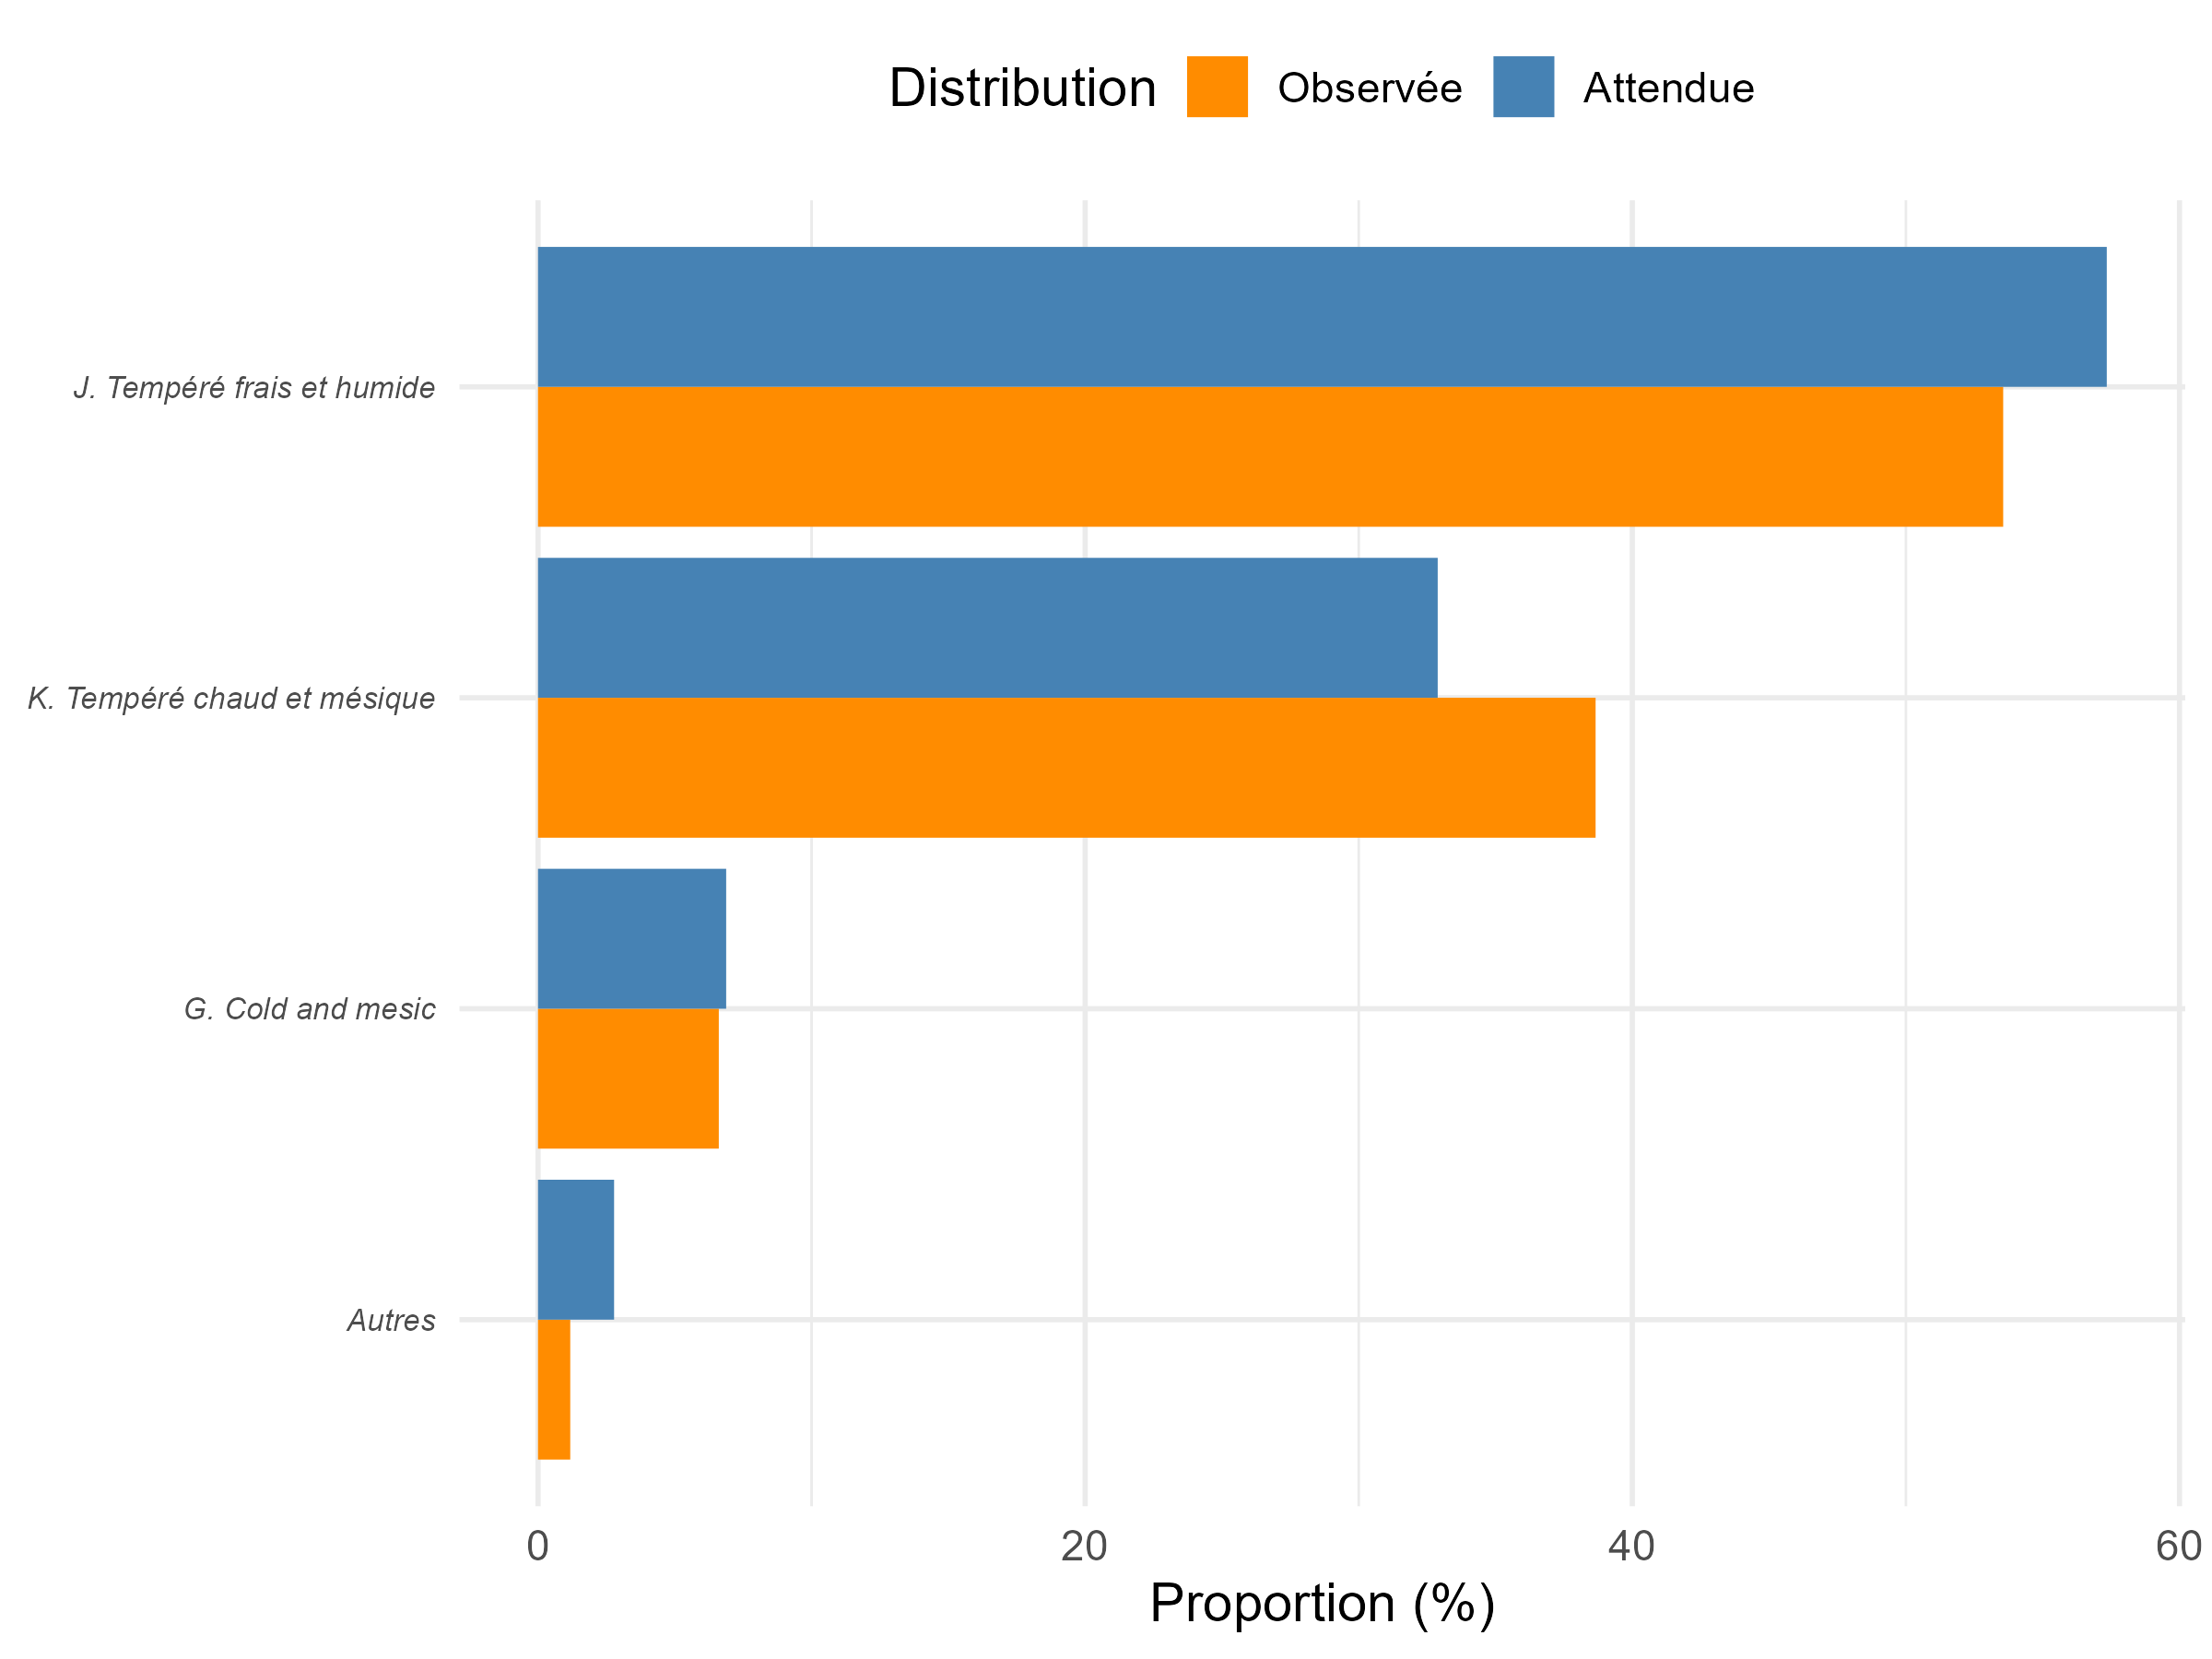 Distribution Observée Attendue
J. Tempéré frais et humide
K. Tempéré chaud et mésique
G. Cold and mesic
Autres
0 20 40 60
Proportion (%)